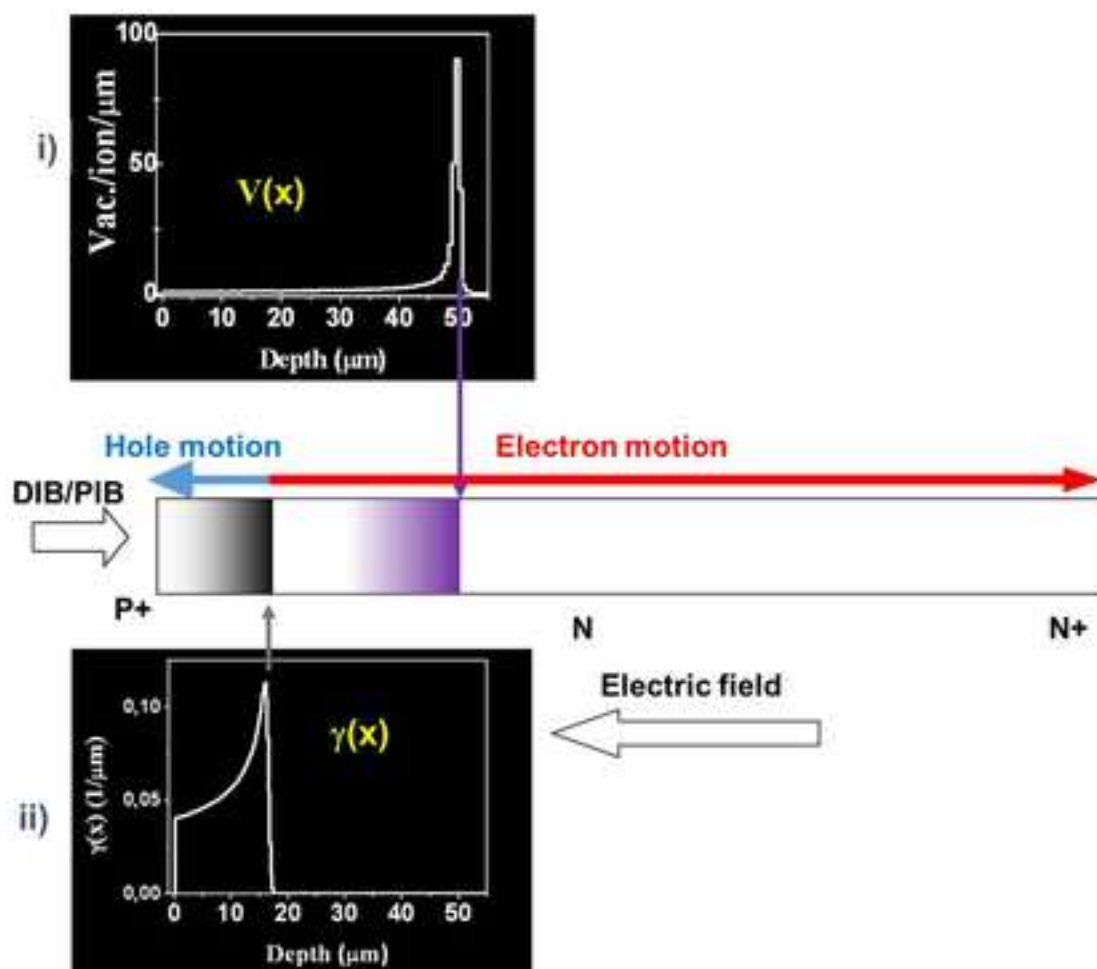 i)
100
50
0
Vac./ion/μm
V(x)
0 10 20 30 40 50
Depth (μm)
Hole motion
Electron motion
DIB/PIB
P+
N
N+
Electric field
ii)
0,10
0,05
0,00
γ(x) (1/μm)
γ(x)
0 10 20 30 40 50
Depth (μm)